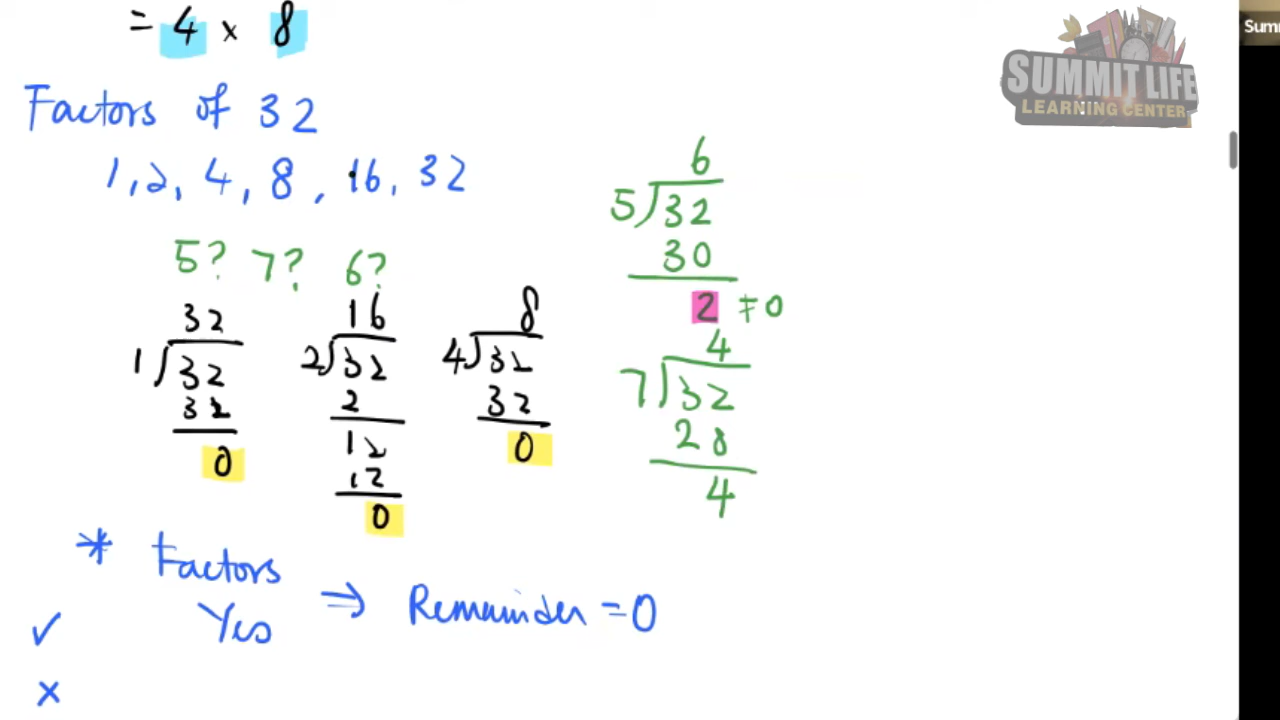 = 4 × 8
Factors of 32
1, 2, 4, 8, 16, 32
5? 7? 6?
32
1)32
32
0
16
2)32
2
12
12
0
8
4)32
32
0
6
5)32
30
2 ≠ 0
4
7)32
28
4
* Factors
✓ Yes ⇒ Remainder = 0
×
SUMMIT LIFE
LEARNING CENTER
Sum